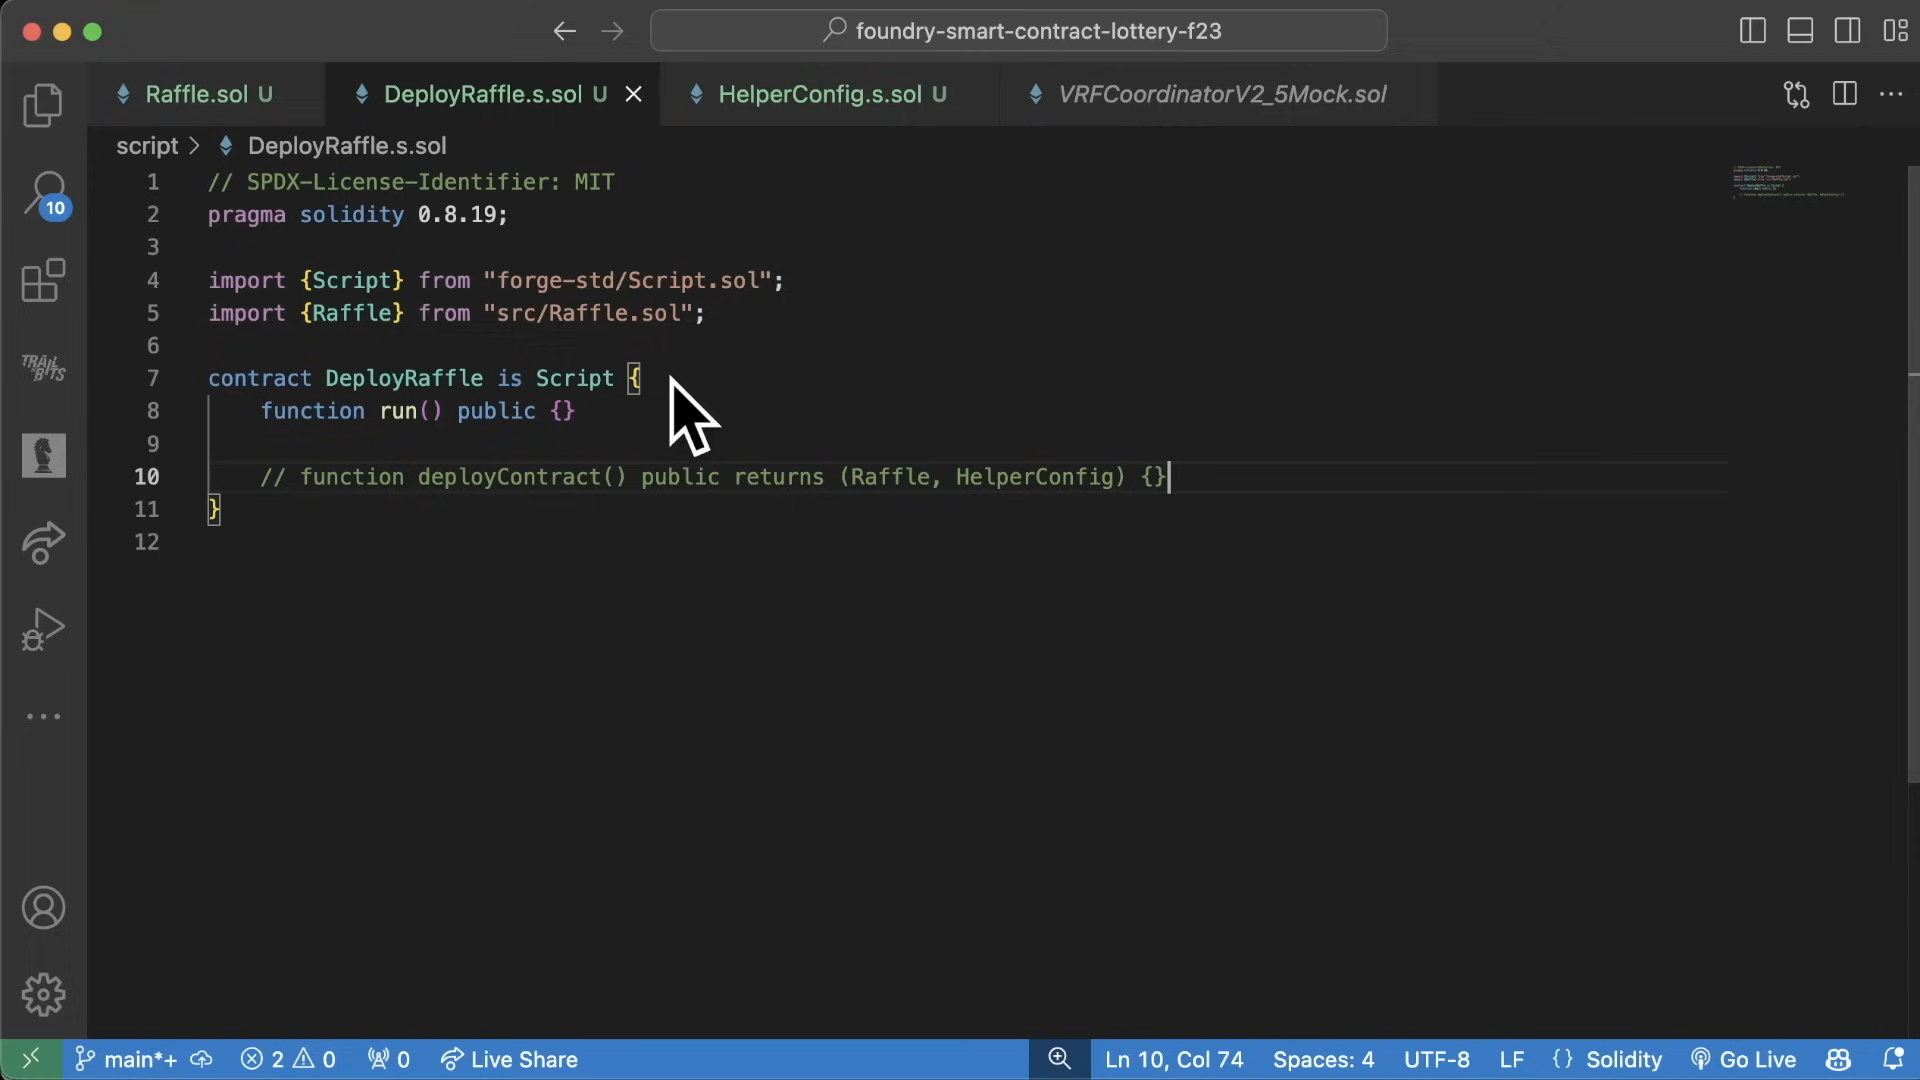 foundry-smart-contract-lottery-f23
Raffle.sol U
DeployRaffle.s.sol U
HelperConfig.s.sol U
VRFCoordinatorV2_5Mock.sol
script > DeployRaffle.s.sol
1 // SPDX-License-Identifier: MIT
2 pragma solidity 0.8.19;
3
4 import {Script} from "forge-std/Script.sol";
5 import {Raffle} from "src/Raffle.sol";
6
7 contract DeployRaffle is Script {
8 function run() public {}
9
10 // function deployContract() public returns (Raffle, HelperConfig) {}
11 }
12
10
TRAIL OF BITS
main*+ 2 0 0 Live Share Ln 10, Col 74 Spaces: 4 UTF-8 LF {} Solidity Go Live